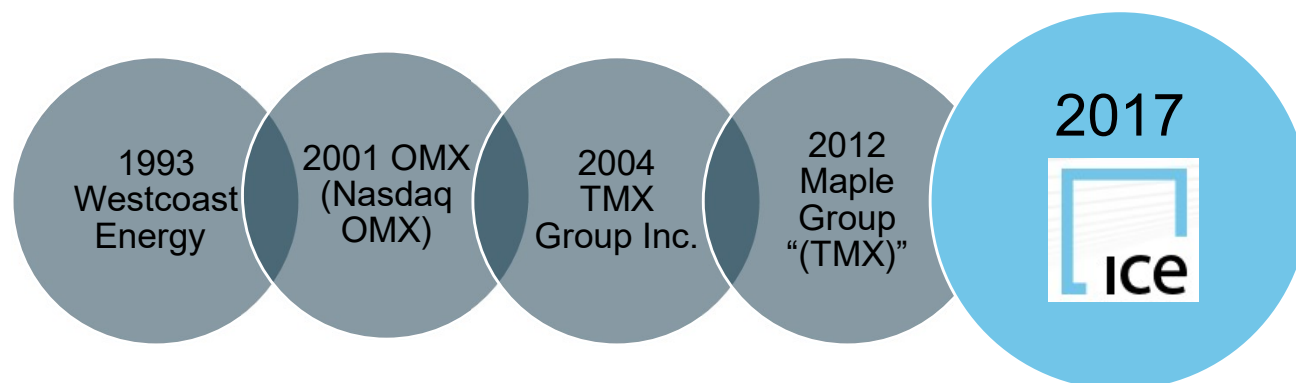 1993
Westcoast
Energy
2001 OMX
(Nasdaq
OMX)
2004
TMX
Group Inc.
2012
Maple
Group
“(TMX)”
2017
ice